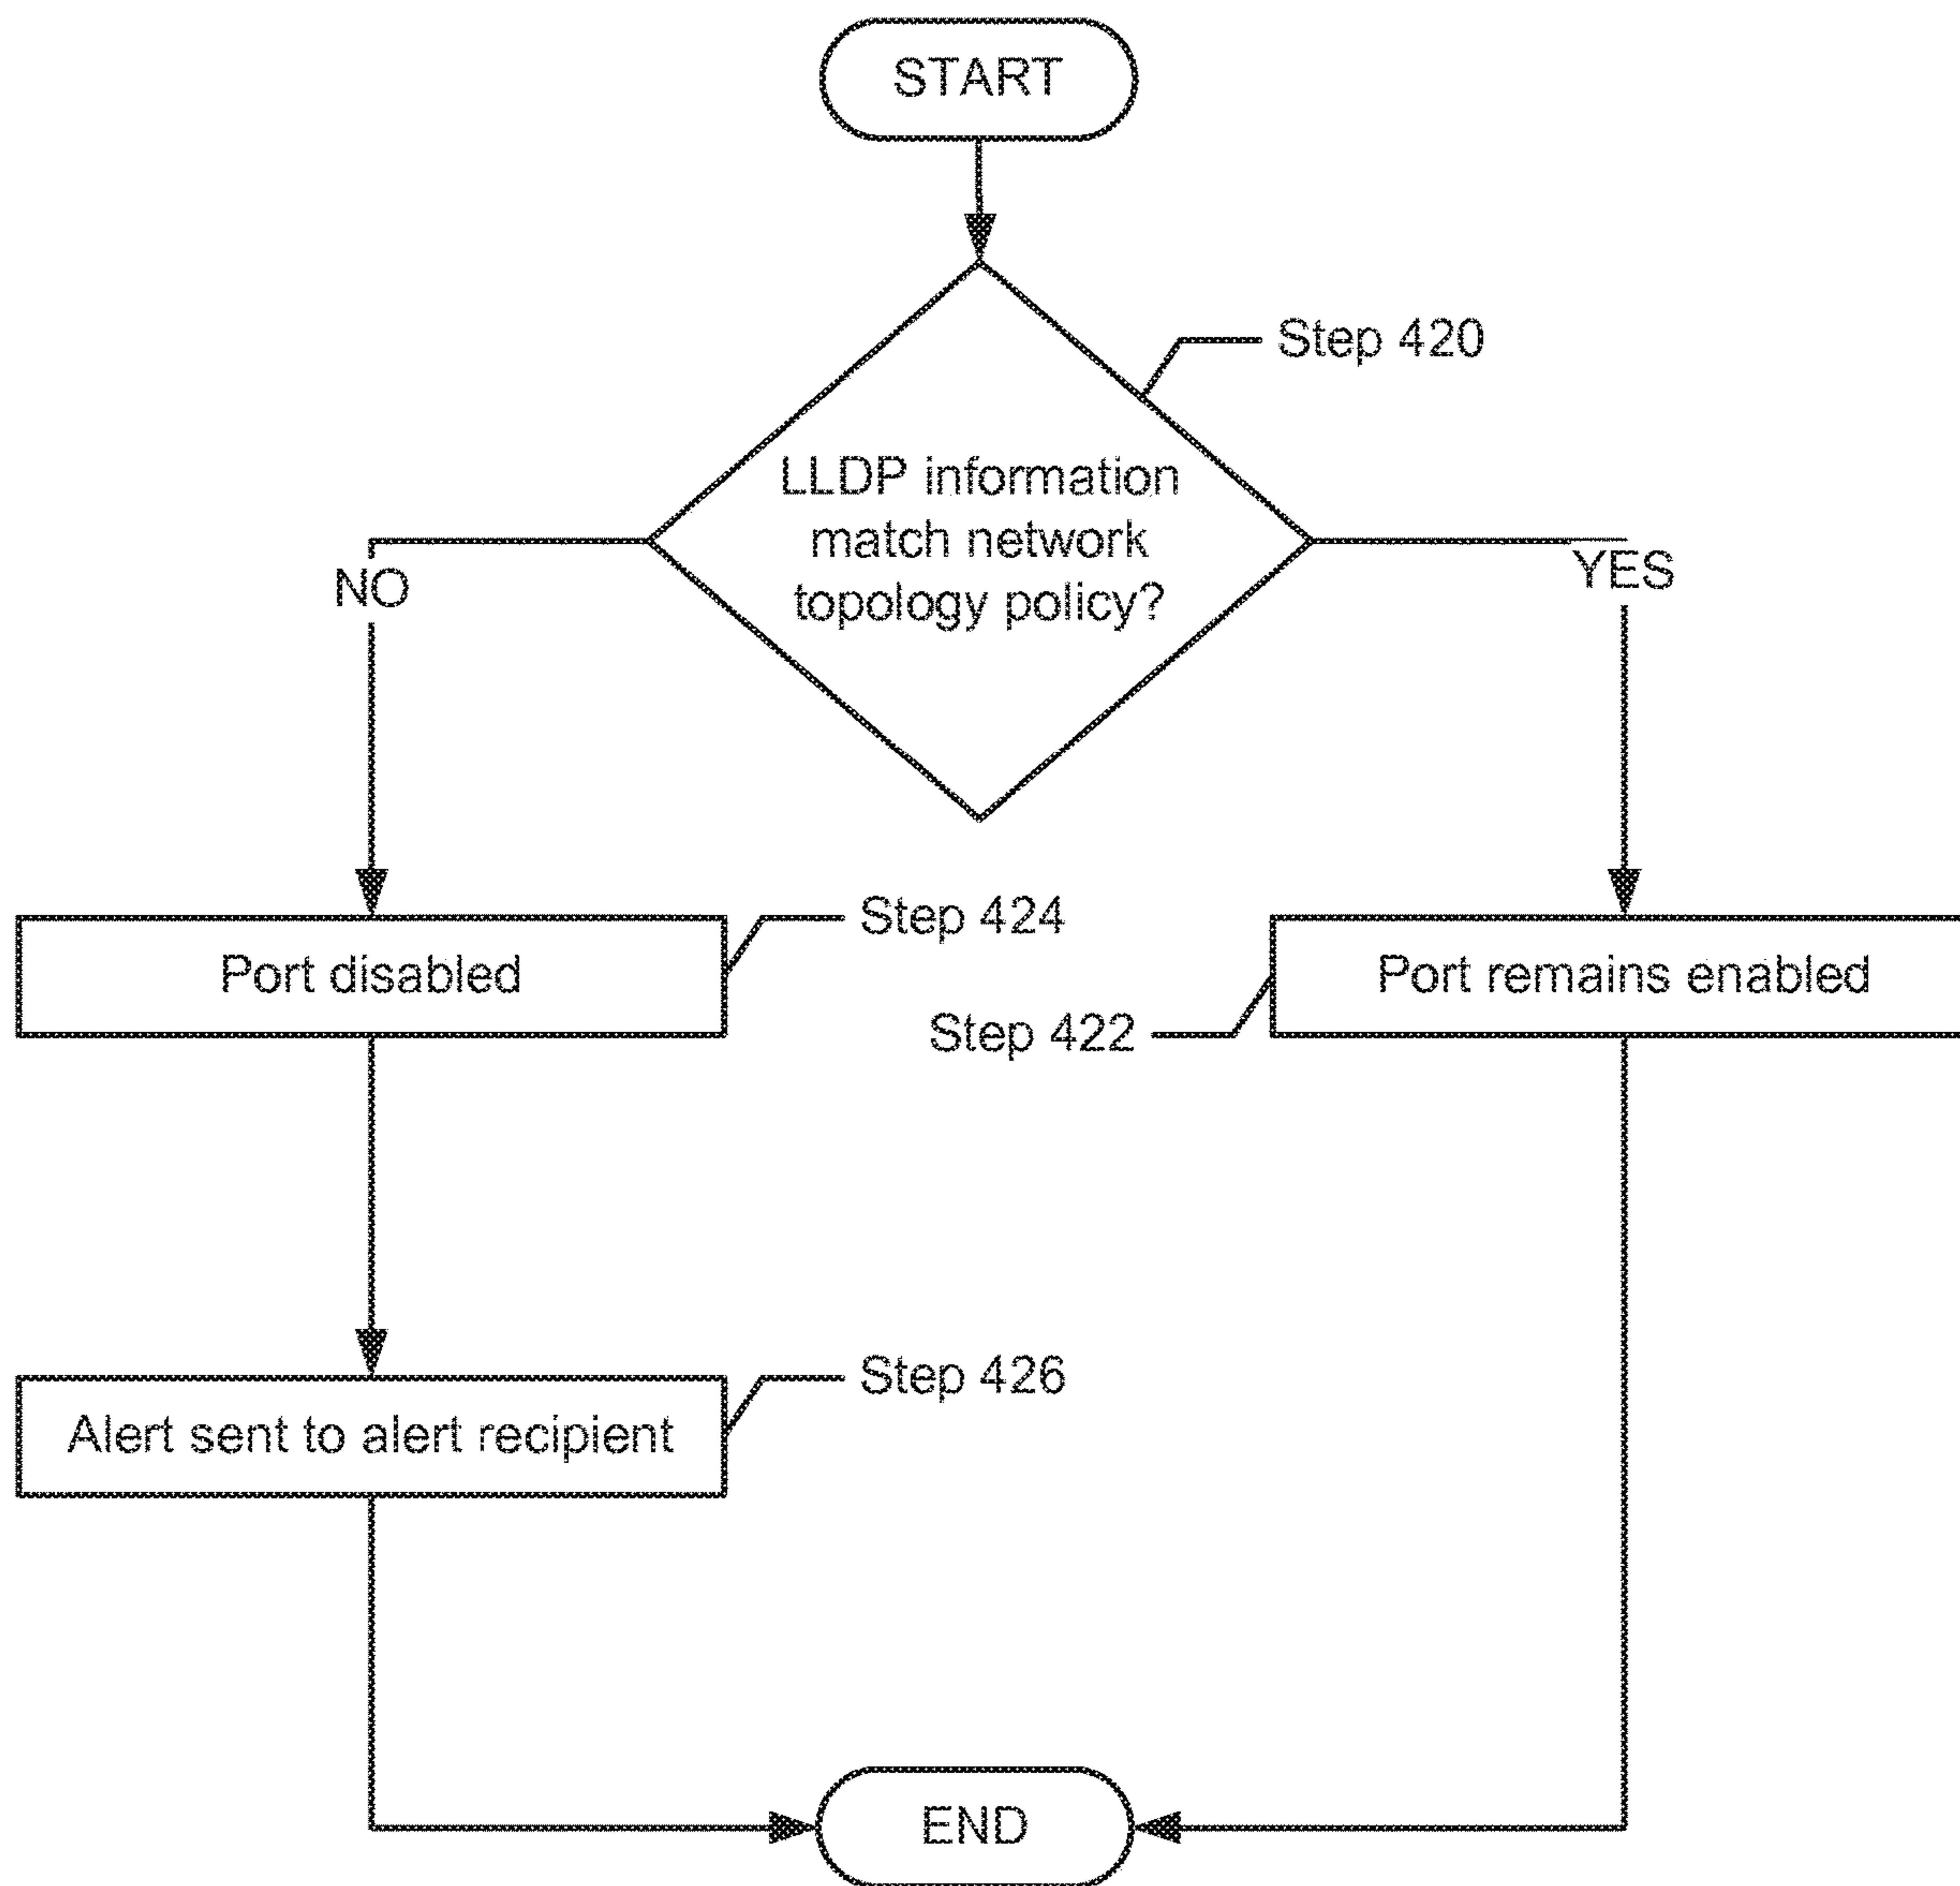 START
Step 420
LLDP information
match network
topology policy?
NO
YES
Step 424
Port disabled
Port remains enabled
Step 422
Step 426
Alert sent to alert recipient
END